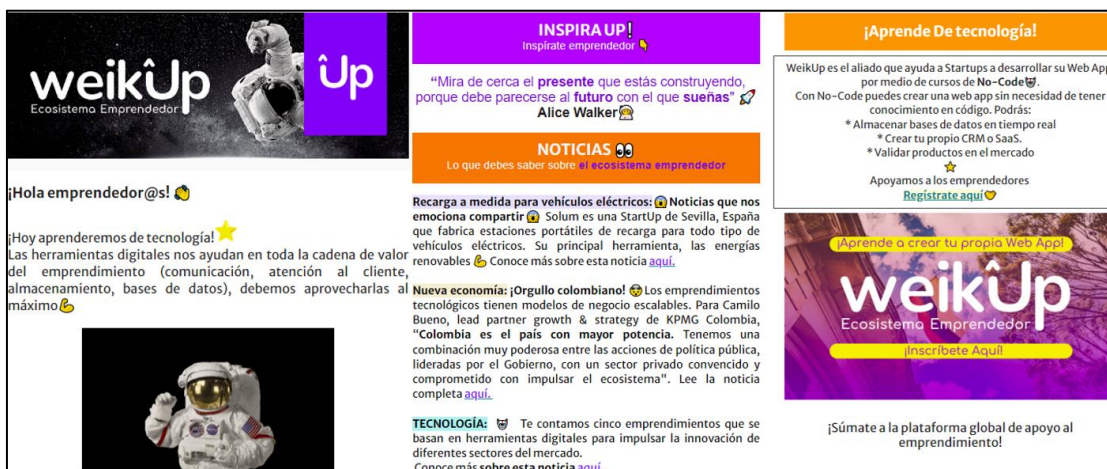 weikÛp
Ecosistema Emprendedor
Ûp
¡Hola emprendedor@s! 👏
¡Hoy aprenderemos de tecnología! ⭐
Las herramientas digitales nos ayudan en toda la cadena de valor
del emprendimiento (comunicación, atención al cliente,
almacenamiento, bases de datos), debemos aprovecharlas al
máximo💪
INSPIRA UP!
Inspírate emprendedor 👇
“Mira de cerca el presente que estás construyendo,
porque debe parecerse al futuro con el que sueñas" 🚀
Alice Walker👩‍🚀
NOTICIAS 👀
Lo que debes saber sobre el ecosistema emprendedor
Recarga a medida para vehículos eléctricos: 😱 Noticias que nos
emociona compartir 😱 Solum es una StartUp de Sevilla, España
que fabrica estaciones portátiles de recarga para todo tipo de
vehículos eléctricos. Su principal herramienta, las energías
renovables 💪 Conoce más sobre esta noticia aquí.
Nueva economía: ¡Orgullo colombiano! 😲 Los emprendimientos
tecnológicos tienen modelos de negocio escalables. Para Camilo
Bueno, lead partner growth & strategy de KPMG Colombia,
“Colombia es el país con mayor potencia. Tenemos una
combinación muy poderosa entre las acciones de política pública,
lideradas por el Gobierno, con un sector privado convencido y
comprometido con impulsar el ecosistema". Lee la noticia
completa aquí.
TECNOLOGÍA: 🐱 Te contamos cinco emprendimientos que se
basan en herramientas digitales para impulsar la innovación de
diferentes sectores del mercado.
Conoce más sobre esta noticia aquí
¡Aprende De tecnología!
WeikUp es el aliado que ayuda a Startups a desarrollar su Web App
por medio de cursos de No-Code🐱.
Con No-Code puedes crear una web app sin necesidad de tener
conocimiento en código. Podrás:
* Almacenar bases de datos en tiempo real
* Crear tu propio CRM o SaaS.
* Validar productos en el mercado
⭐
Apoyamos a los emprendedores
Regístrate aquí🤝
¡Aprende a crear tu propia Web App!
weikÛp
Ecosistema Emprendedor
¡Inscríbete Aquí!
¡Súmate a la plataforma global de apoyo al
emprendimiento!